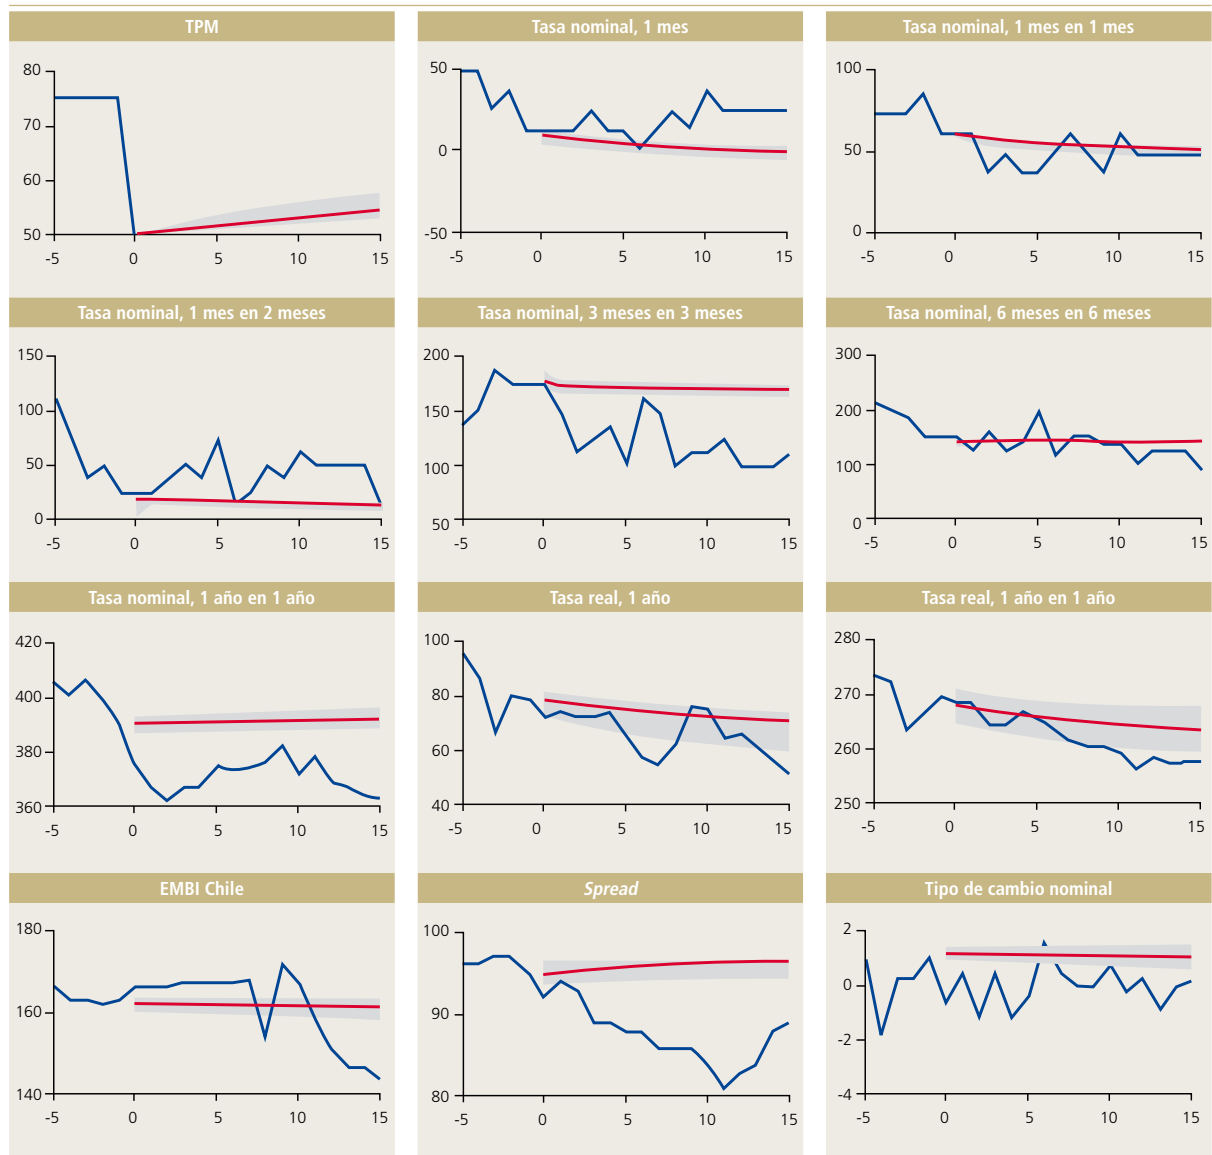 TPM
80
70
60
50
-5 0 5 10 15
Tasa nominal, 1 mes
50
0
-50
-5 0 5 10 15
Tasa nominal, 1 mes en 1 mes
100
50
0
-5 0 5 10 15
Tasa nominal, 1 mes en 2 meses
150
100
50
0
-5 0 5 10 15
Tasa nominal, 3 meses en 3 meses
200
150
100
50
-5 0 5 10 15
Tasa nominal, 6 meses en 6 meses
300
200
100
0
-5 0 5 10 15
Tasa nominal, 1 año en 1 año
420
400
380
360
-5 0 5 10 15
Tasa real, 1 año
100
80
60
40
-5 0 5 10 15
Tasa real, 1 año en 1 año
280
270
260
250
-5 0 5 10 15
EMBI Chile
180
160
140
-5 0 5 10 15
Spread
100
90
80
-5 0 5 10 15
Tipo de cambio nominal
2
0
-2
-4
-5 0 5 10 15